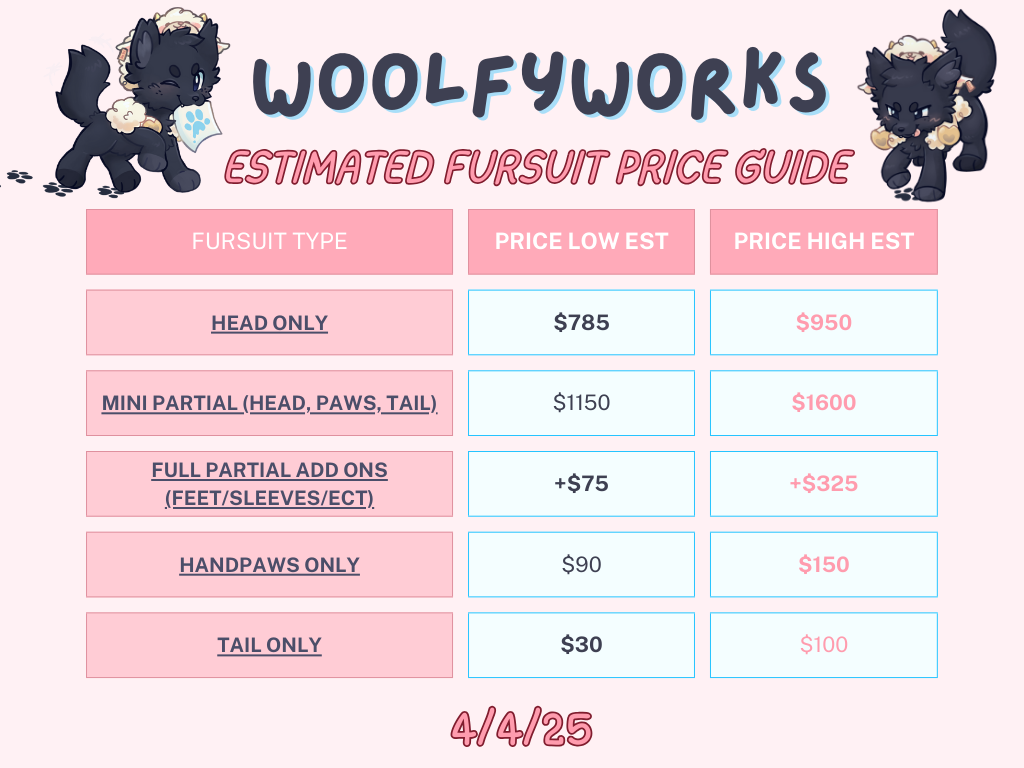 WOOLFYWORKS
ESTIMATED FURSUIT PRICE GUIDE
FURSUIT TYPE PRICE LOW EST PRICE HIGH EST
HEAD ONLY $785 $950
MINI PARTIAL (HEAD, PAWS, TAIL) $1150 $1600
FULL PARTIAL ADD ONS
(FEET/SLEEVES/ECT) +$75 +$325
HANDPAWS ONLY $90 $150
TAIL ONLY $30 $100
4/4/25